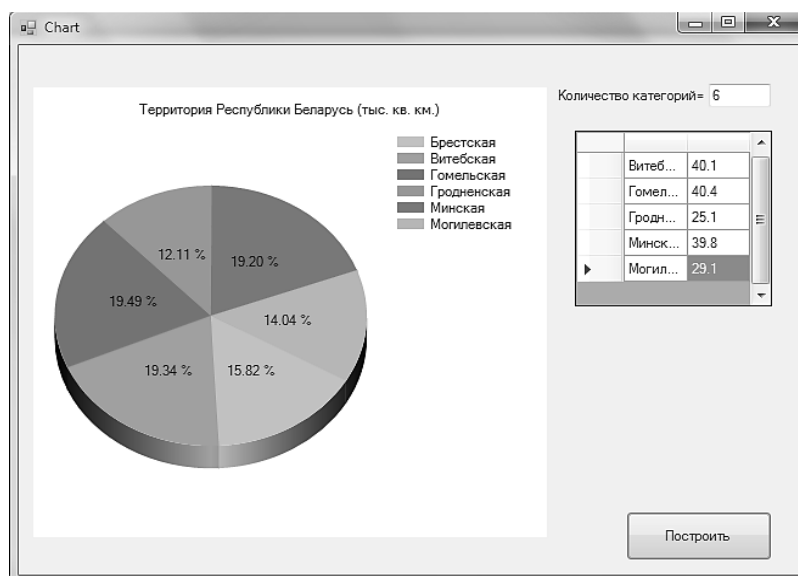 Chart
Территория Республики Беларусь (тыс. кв. км.)
Брестская
Витебская
Гомельская
Гродненская
Минская
Могилевская
12.11 %
19.20 %
19.49 %
14.04 %
19.34 %
15.82 %
Количество категорий= 6
Витеб... 40.1
Гомел... 40.4
Гродн... 25.1
Минск... 39.8
Могил... 29.1
Построить